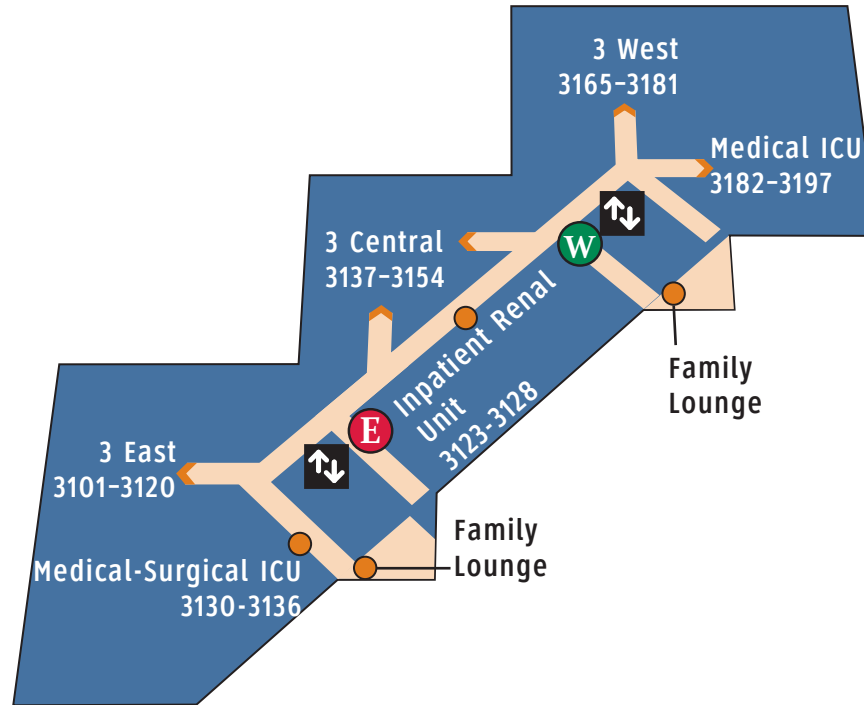 3 West
3165–3181
Medical ICU
3182–3197
W
3 Central
3137–3154
Inpatient Renal
Unit
3123-3128
Family
Lounge
E
3 East
3101–3120
Family
Lounge
Medical-Surgical ICU
3130-3136